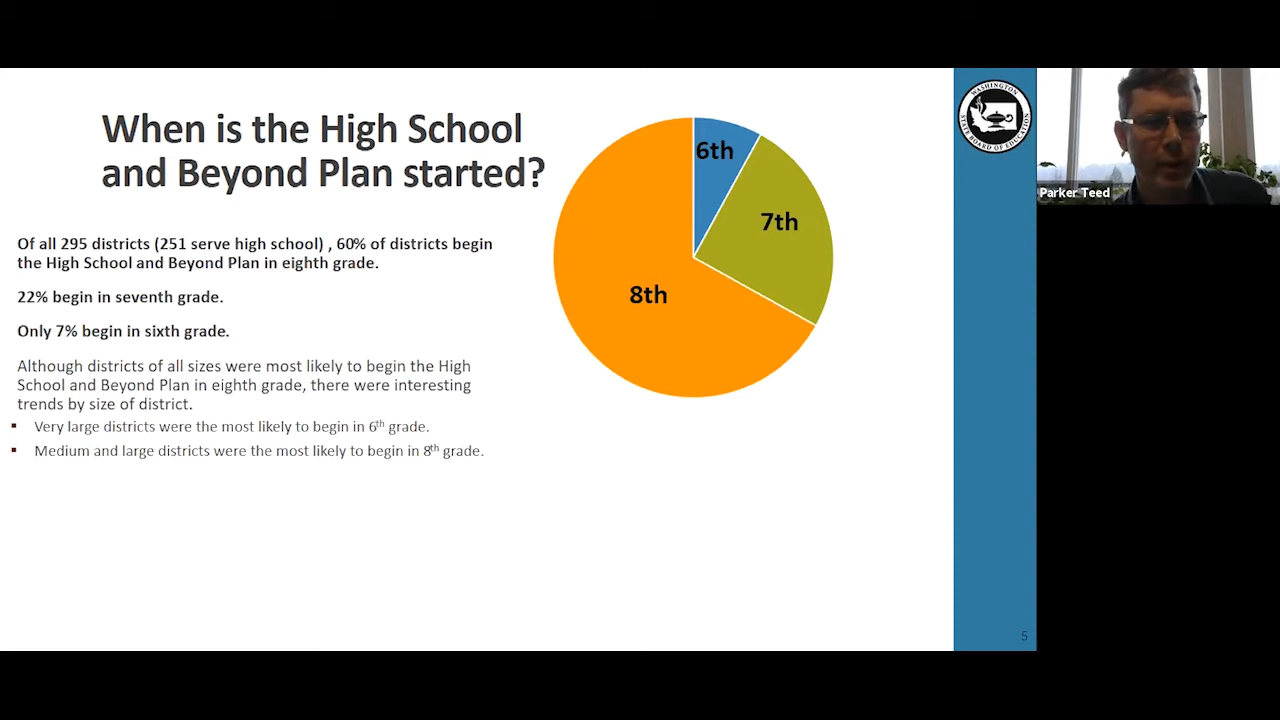 When is the High School
and Beyond Plan started?
Of all 295 districts (251 serve high school) , 60% of districts begin
the High School and Beyond Plan in eighth grade.
22% begin in seventh grade.
Only 7% begin in sixth grade.
Although districts of all sizes were most likely to begin the High
School and Beyond Plan in eighth grade, there were interesting
trends by size of district.
▪ Very large districts were the most likely to begin in 6th grade.
▪ Medium and large districts were the most likely to begin in 8th grade.
6th
7th
8th
WASHINGTON
STATE BOARD OF EDUCATION
Parker Teed
5